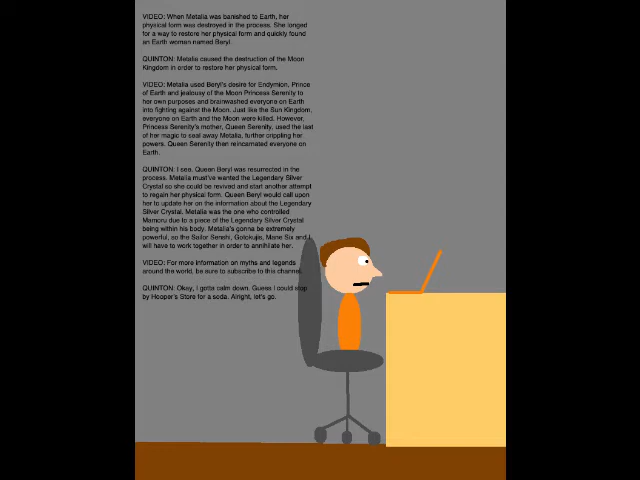 VIDEO: When Metalia was banished to Earth, her
physical form was destroyed in the process. She longed
for a way to restore her physical form and quickly found
an Earth woman named Beryl.
QUINTON: Metalia caused the destruction of the Moon
Kingdom in order to restore her physical form.
VIDEO: Metalia used Beryl's desire for Endymion, Prince
of Earth and jealousy of the Moon Princess Serenity to
her own purposes and brainwashed everyone on Earth
into fighting against the Moon. Just like the Sun Kingdom,
everyone on Earth and the Moon were killed. However,
Princess Serenity's mother, Queen Serenity, used the last
of her magic to seal away Metalia, further crippling her
powers. Queen Serenity then reincarnated everyone on
Earth.
QUINTON: I see. Queen Beryl was resurrected in the
process. Metalia must've wanted the Legendary Silver
Crystal so she could be revived and start another attempt
to regain her physical form. Queen Beryl would call upon
her to update her on the information about the Legendary
Silver Crystal. Metalia was the one who controlled
Mamoru due to a piece of the Legendary Silver Crystal
being within his body. Metalia's gonna be extremely
powerful, so the Sailor Senshi, Gotokujis, Mane Six and I
will have to work together in order to annihilate her.
VIDEO: For more information on myths and legends
around the world, be sure to subscribe to this channel.
QUINTON: Okay, I gotta calm down. Guess I could stop
by Hooper's Store for a soda. Alright, let's go.